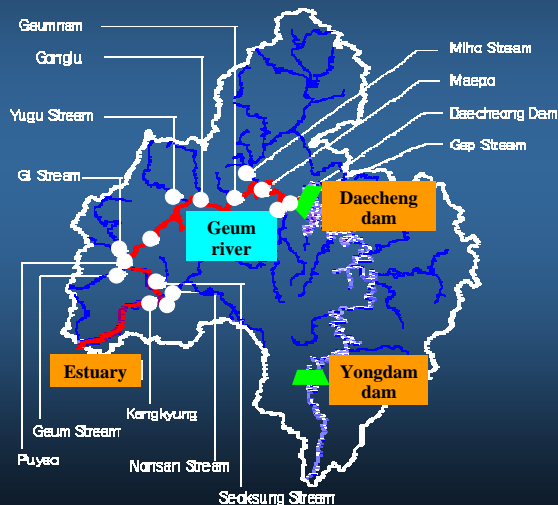 Geumnam
Gongju
Yugu Stream
Gi Stream
Miho Stream
Maepo
Daecheong Dam
Gap Stream
Daecheng
dam
Geum
river
Estuary
Yongdam
dam
Kangkyung
Geum Stream
Puyeo
Nonsan Stream
Seoksung Stream